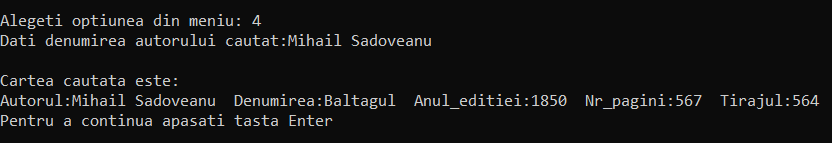 Alegeti optiunea din meniu: 4
Dati denumirea autorului cautat:Mihail Sadoveanu
Cartea cautata este:
Autorul:Mihail Sadoveanu  Denumirea:Baltagul  Anul_editiei:1850  Nr_pagini:567  Tirajul:564
Pentru a continua apasati tasta Enter